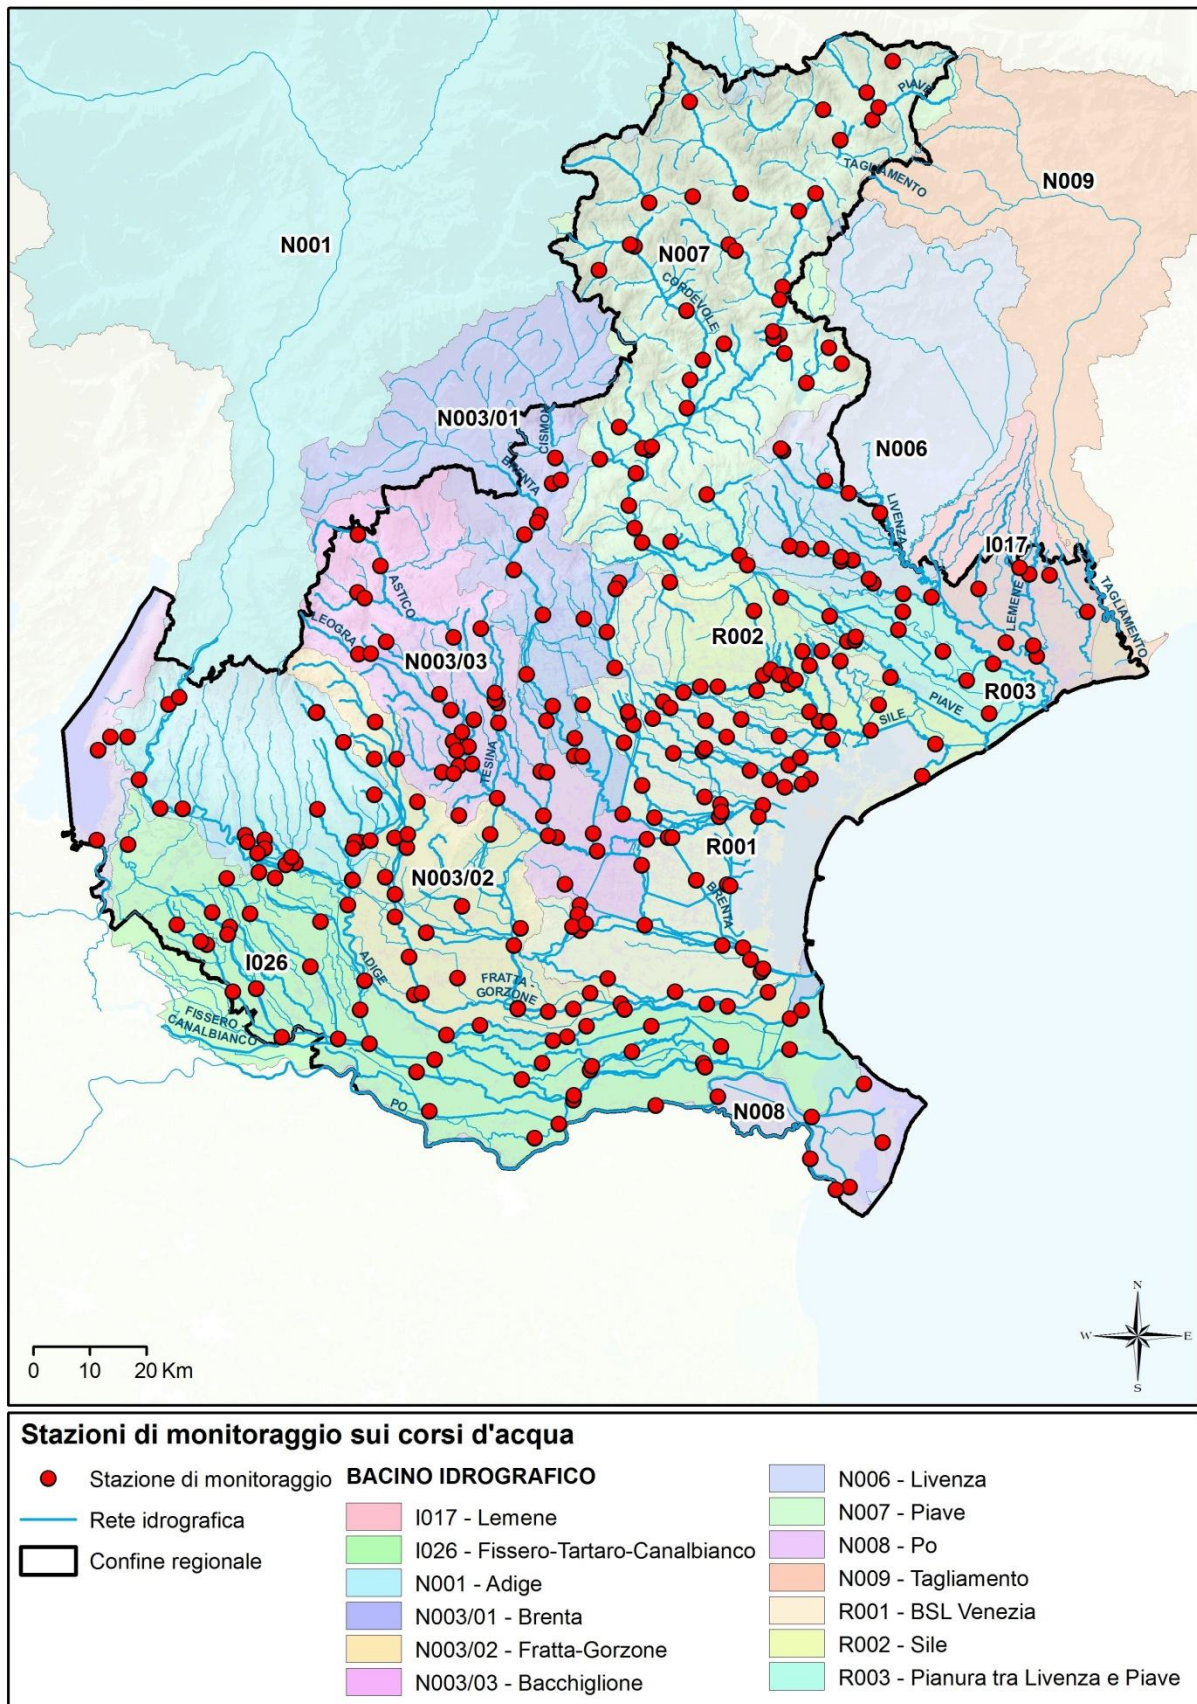 PIAVE
TAGLIAMENTO
N009
N001
N007
CORDEVOLE
N003/01
CISMON
BRENTA
N006
LIVENZA
I017
LEMENE
TAGLIAMENTO
ASTICO
LEOGRA
N003/03
R002
R003
PIAVE
SILE
TESINA
R001
BRENTA
N003/02
I026
ADIGE
FRATTA -
GORZONE
FISSERO -
CANALBIANCO
PO
N008
N
W
E
S
0 10 20 Km
Stazioni di monitoraggio sui corsi d'acqua
Stazione di monitoraggio
Rete idrografica
Confine regionale
BACINO IDROGRAFICO
I017 - Lemene
I026 - Fissero-Tartaro-Canalbianco
N001 - Adige
N003/01 - Brenta
N003/02 - Fratta-Gorzone
N003/03 - Bacchiglione
N006 - Livenza
N007 - Piave
N008 - Po
N009 - Tagliamento
R001 - BSL Venezia
R002 - Sile
R003 - Pianura tra Livenza e Piave